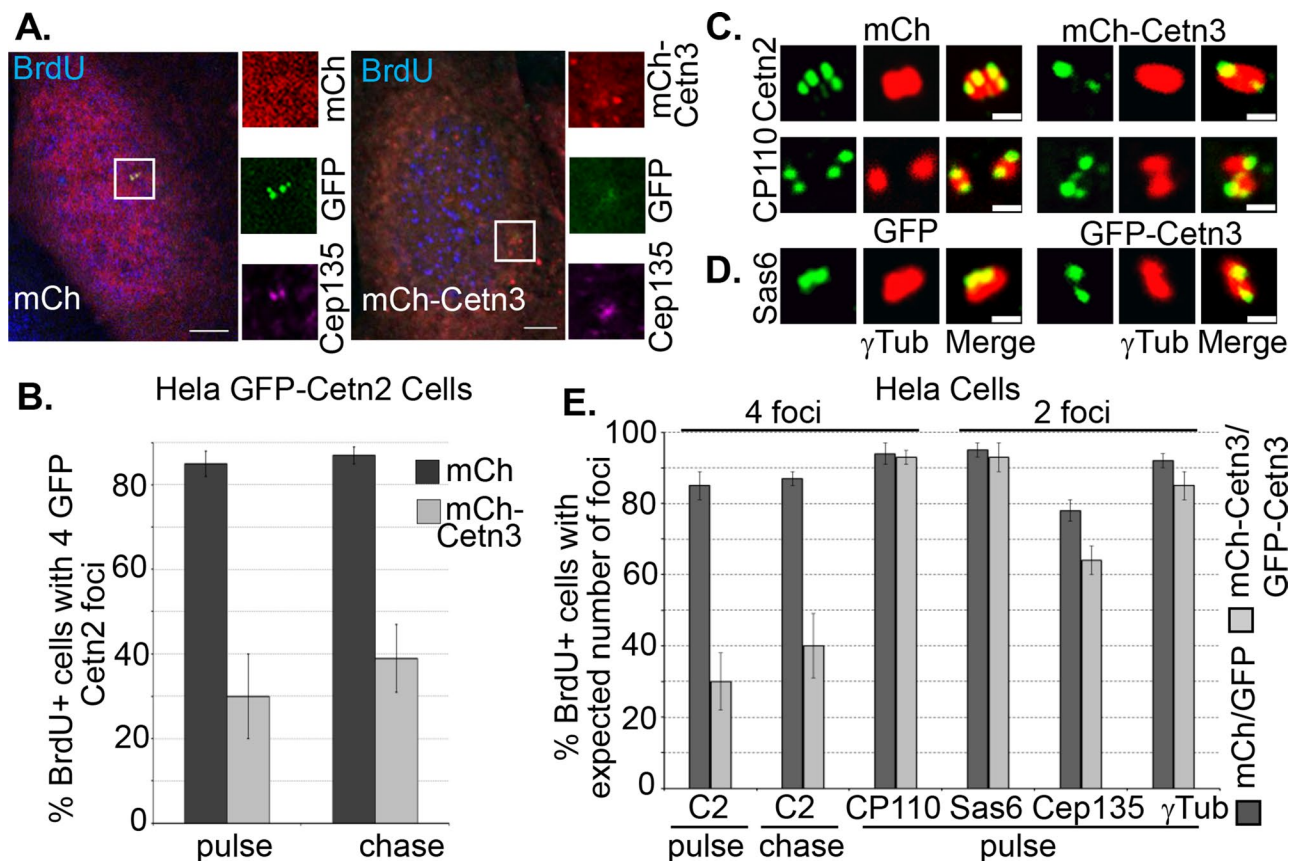 A.
BrdU
mCh
mCh
GFP
Cep135
BrdU
mCh-Cetn3
mCh-
Cetn3
GFP
Cep135
C.
mCh
mCh-Cetn3
Cetn2
CP110
D.
GFP
GFP-Cetn3
Sas6
γTub
Merge
γTub
Merge
B.
Hela GFP-Cetn2 Cells
% BrdU+ cells with 4 GFP
Cetn2 foci
80
60
40
20
0
mCh
mCh-
Cetn3
pulse
chase
E.
Hela Cells
4 foci
2 foci
% BrdU+ cells with
expected number of foci
100
80
60
40
20
0
C2
C2
CP110
Sas6
Cep135
γTub
pulse
chase
pulse
mCh/GFP
mCh-Cetn3/
GFP-Cetn3